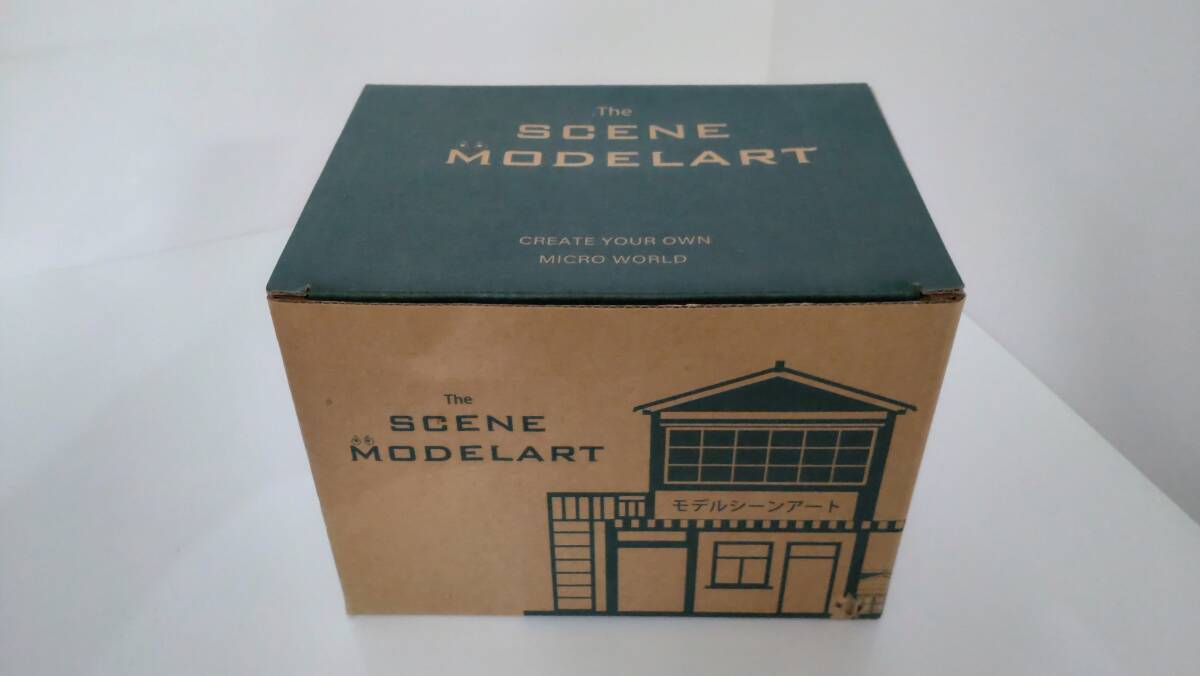 The
SCENE
MODELART
CREATE YOUR OWN
MICRO WORLD
The
SCENE
MODELART
モデルシーンアート